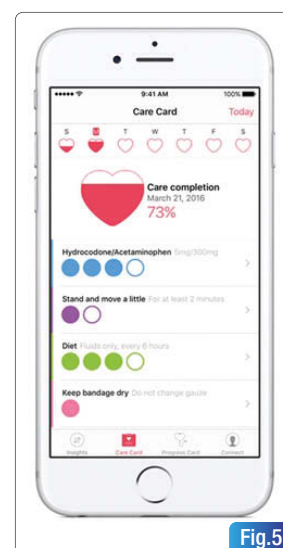 9:41 AM
100%
Care Card
Today
S M T W T F S
Care completion
March 21, 2016
73%
Hydrocodone/Acetaminophen 5mg/300mg
Stand and move a little For at least 2 minutes
Diet Fluids only, every 6 hours
Keep bandage dry Do not change gauze
Insights
Care Card
Progress Card
Connect
Fig.5